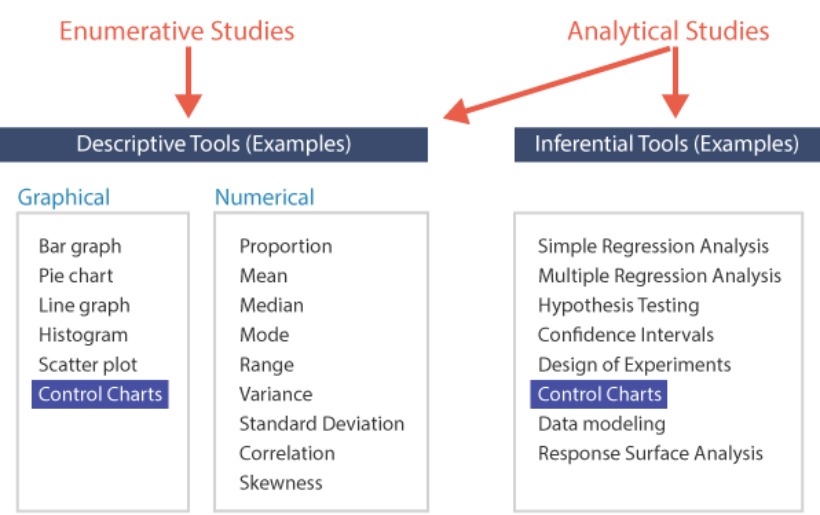 Enumerative Studies
Analytical Studies
Descriptive Tools (Examples)
Inferential Tools (Examples)
Graphical
Numerical
Bar graph
Pie chart
Line graph
Histogram
Scatter plot
Control Charts
Proportion
Mean
Median
Mode
Range
Variance
Standard Deviation
Correlation
Skewness
Simple Regression Analysis
Multiple Regression Analysis
Hypothesis Testing
Confidence Intervals
Design of Experiments
Control Charts
Data modeling
Response Surface Analysis